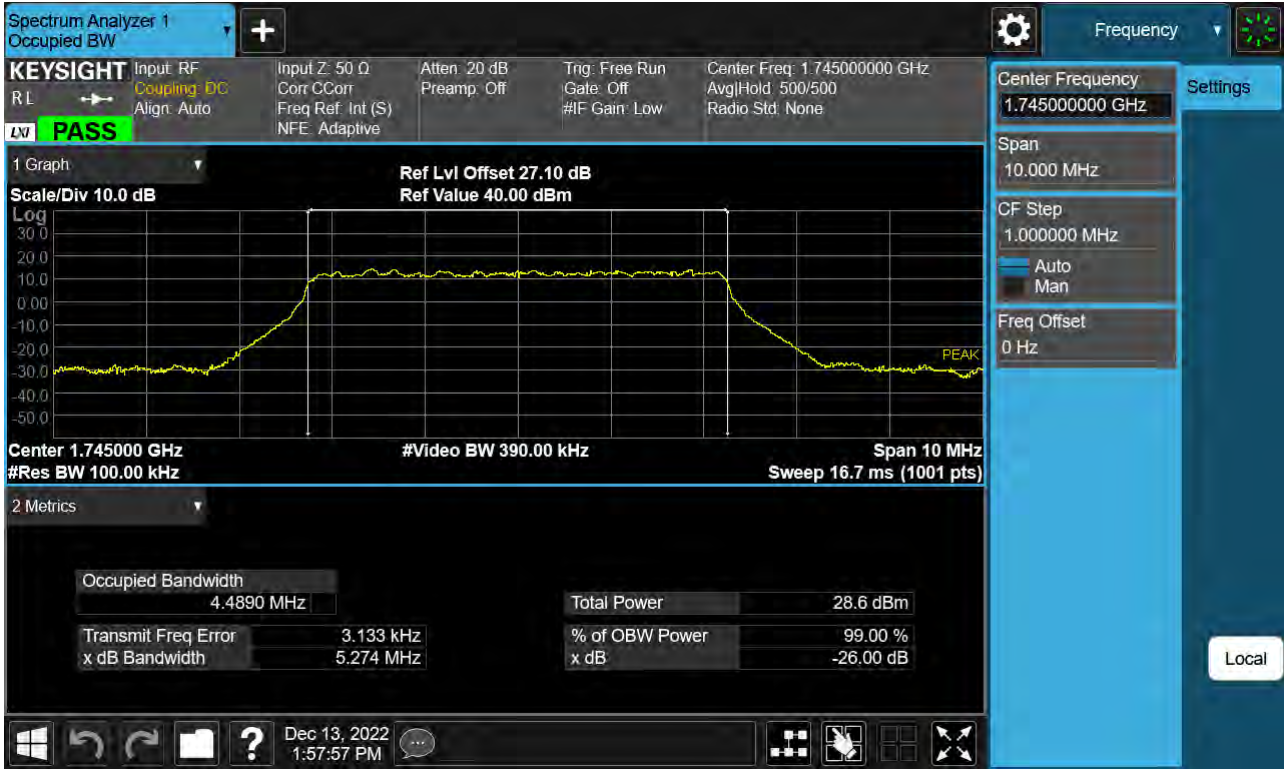 Spectrum Analyzer 1
Occupied BW
Frequency
KEYSIGHT
R L
LXI
PASS
Input: RF
Coupling: DC
Align: Auto
Input Z: 50 Ω
Corr CCorr
Freq Ref: Int (S)
NFE: Adaptive
Atten: 20 dB
Preamp: Off
Trig: Free Run
Gate: Off
#IF Gain: Low
Center Freq: 1.745000000 GHz
Avg|Hold: 500/500
Radio Std: None
Center Frequency
1.745000000 GHz
Settings
Span
10.000 MHz
CF Step
1.000000 MHz
Auto
Man
Freq Offset
0 Hz
Local
1 Graph
Scale/Div 10.0 dB
Ref Lvl Offset 27.10 dB
Ref Value 40.00 dBm
Log
30.0
20.0
10.0
0.00
-10.0
-20.0
-30.0
-40.0
-50.0
PEAK
Center 1.745000 GHz
#Video BW 390.00 kHz
Span 10 MHz
#Res BW 100.00 kHz
Sweep 16.7 ms (1001 pts)
2 Metrics
Occupied Bandwidth
4.4890 MHz
Total Power 28.6 dBm
Transmit Freq Error 3.133 kHz
% of OBW Power 99.00 %
x dB Bandwidth 5.274 MHz
x dB -26.00 dB
?
Dec 13, 2022
1:57:57 PM